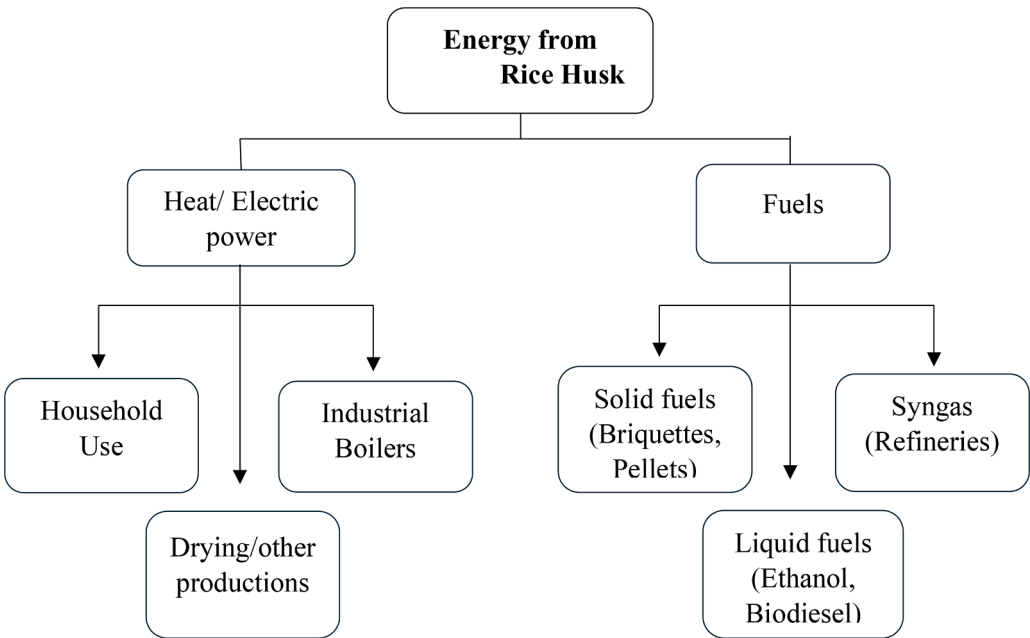 Energy from
Rice Husk
Heat/ Electric
power
Fuels
Household
Use
Industrial
Boilers
Solid fuels
(Briquettes,
Pellets)
Syngas
(Refineries)
Drying/other
productions
Liquid fuels
(Ethanol,
Biodiesel)